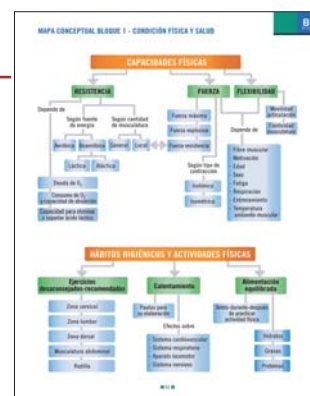 B
MAPA CONCEPTUAL BLOQUE I - CONDICIÓN FÍSICA Y SALUD
CAPACIDADES FÍSICAS
RESISTENCIA
FUERZA
FLEXIBILIDAD
Depende de
Según fuente de energía
Según cantidad de musculatura
Aeróbica
Anaeróbica
General
Local
Láctica
Aláctica
Deuda de O₂
Consumo de O₂ y capacidad de absorción
Capacidad para eliminar o soportar ácido láctico
Fuerza máxima
Fuerza explosiva
Fuerza resistencia
Según tipo de contracción
Isotónica
Isométrica
Movilidad articulación
Elasticidad musculatura
Depende de
- Fibra muscular
- Motivación
- Edad
- Sexo
- Fatiga
- Respiración
- Entrenamiento
- Temperatura ambiente-muscular
HÁBITOS HIGIÉNICOS Y ACTIVIDADES FÍSICAS
Ejercicios desaconsejados-recomendados
Zona cervical
Zona lumbar
Zona dorsal
Musculatura abdominal
Rodilla
Calentamiento
Pautas para su elaboración
Efectos sobre
- Sistema cardiovascular
- Sistema respiratorio
- Aparato locomotor
- Sistema nervioso
Alimentación equilibrada
Antes-durante-después de practicar actividad física
Hidratos
Grasas
Proteínas